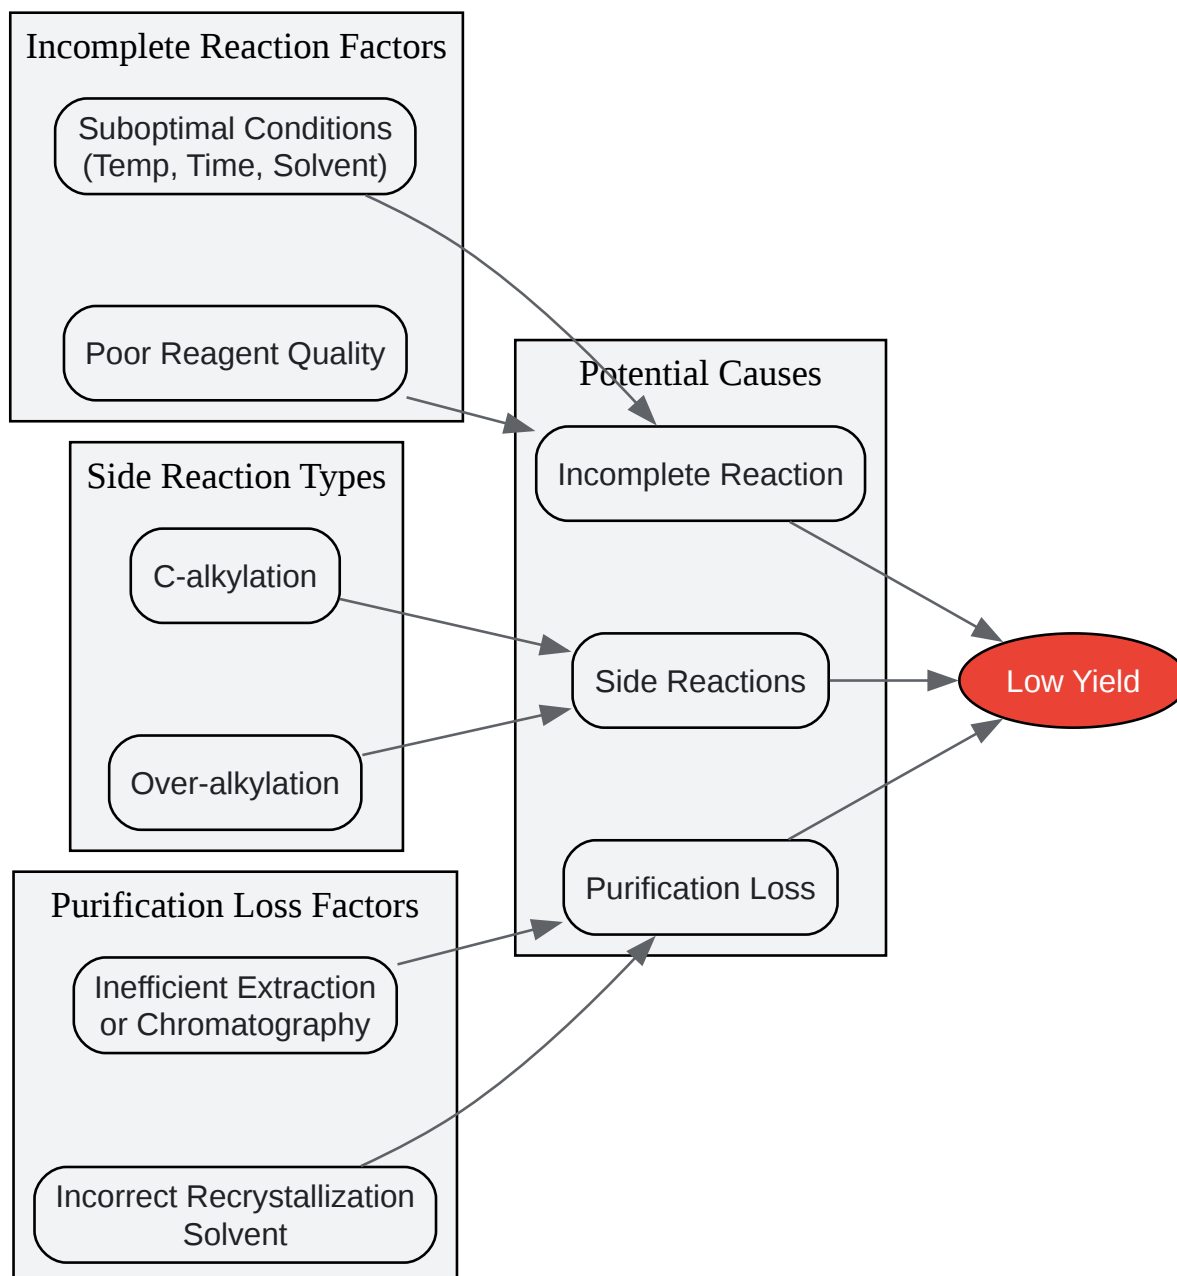 Incomplete Reaction Factors
Suboptimal Conditions
(Temp, Time, Solvent)
Poor Reagent Quality
Side Reaction Types
C-alkylation
Over-alkylation
Purification Loss Factors
Inefficient Extraction
or Chromatography
Incorrect Recrystallization
Solvent
Potential Causes
Incomplete Reaction
Side Reactions
Purification Loss
Low Yield